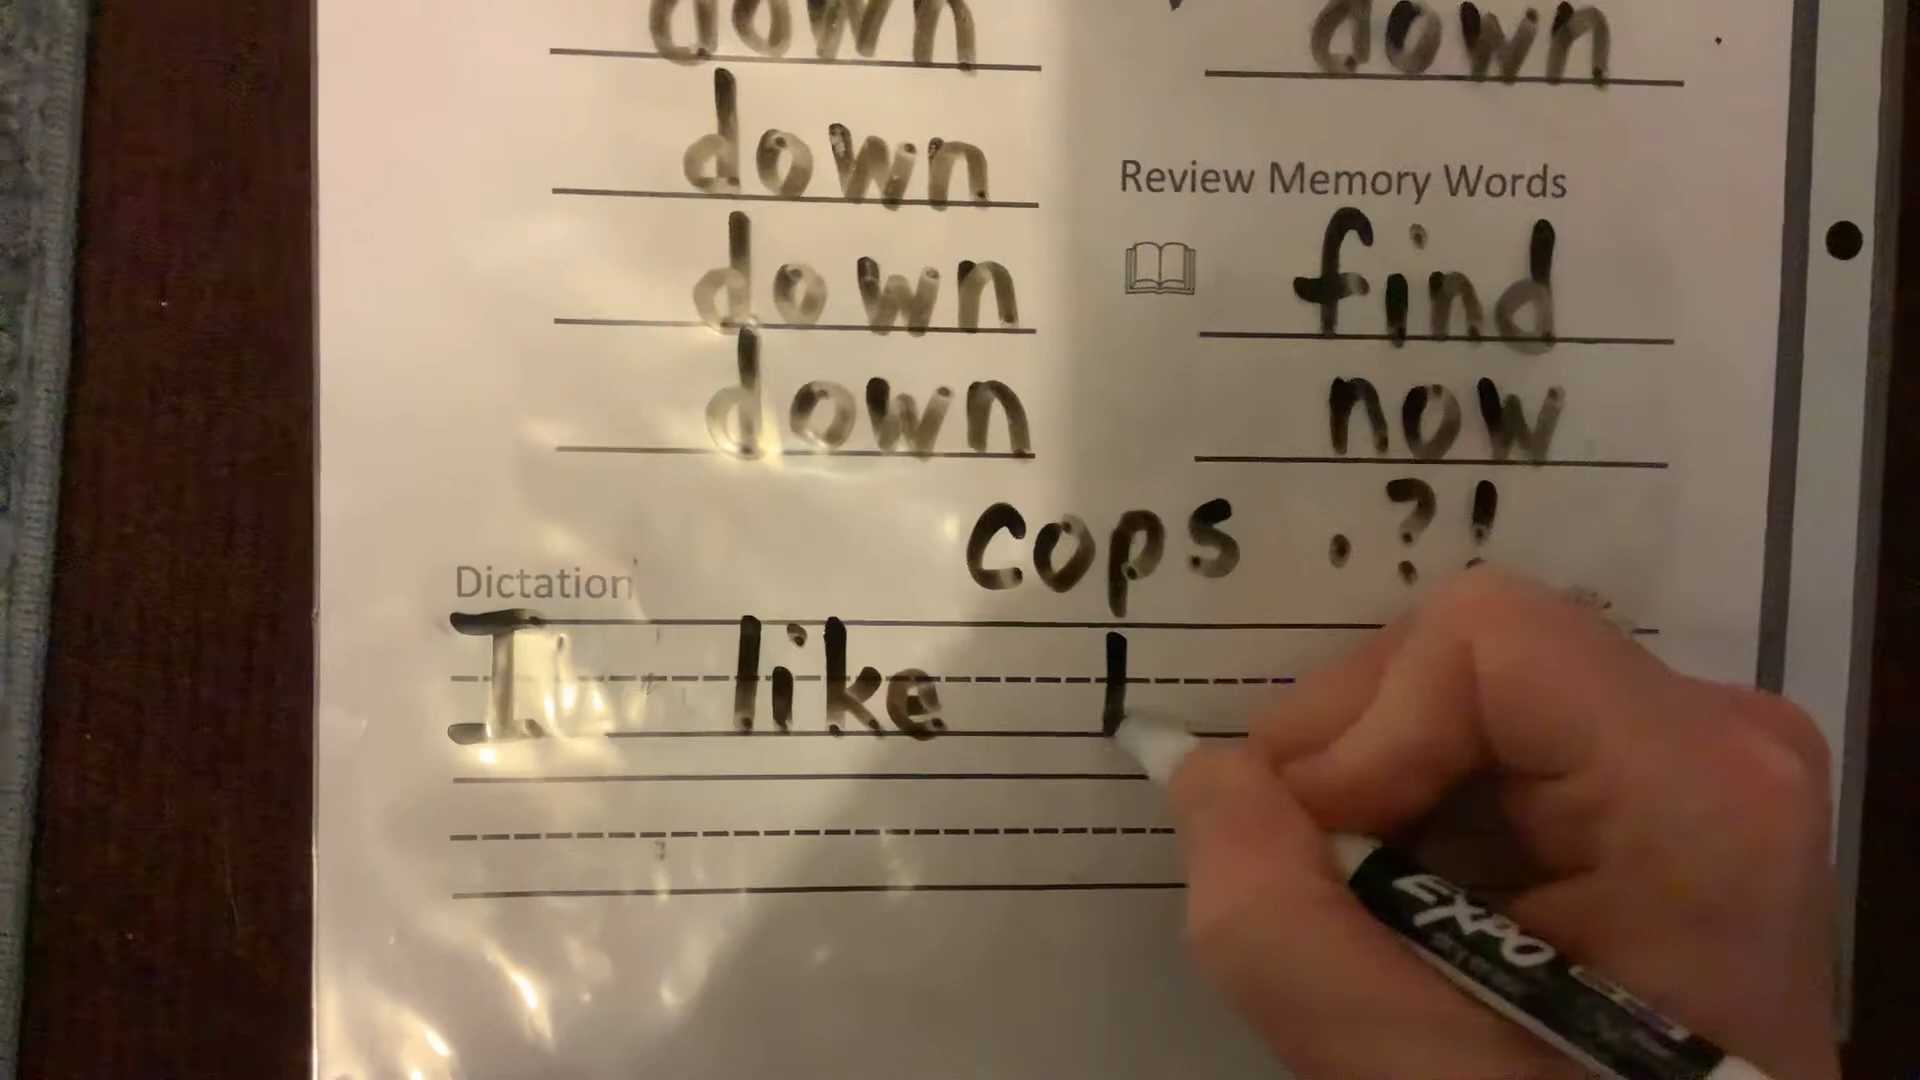 down
down
down
down
down
Review Memory Words
find
now
cops . ? !
Dictation
I like l
EXPO